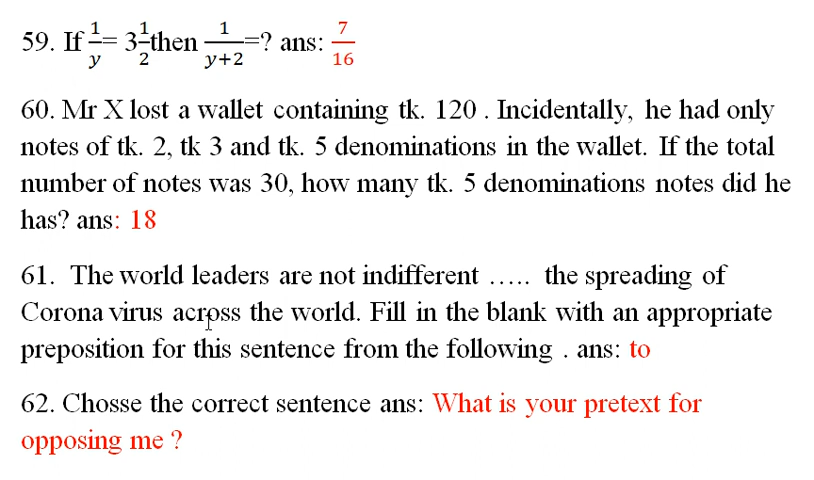 59. If 1/y = 3 1/2 then 1/(y+2) =? ans: 7/16
60. Mr X lost a wallet containing tk. 120 . Incidentally, he had only
notes of tk. 2, tk 3 and tk. 5 denominations in the wallet. If the total
number of notes was 30, how many tk. 5 denominations notes did he
has? ans: 18
61. The world leaders are not indifferent ..... the spreading of
Corona virus across the world. Fill in the blank with an appropriate
preposition for this sentence from the following . ans: to
62. Chosse the correct sentence ans: What is your pretext for
opposing me ?